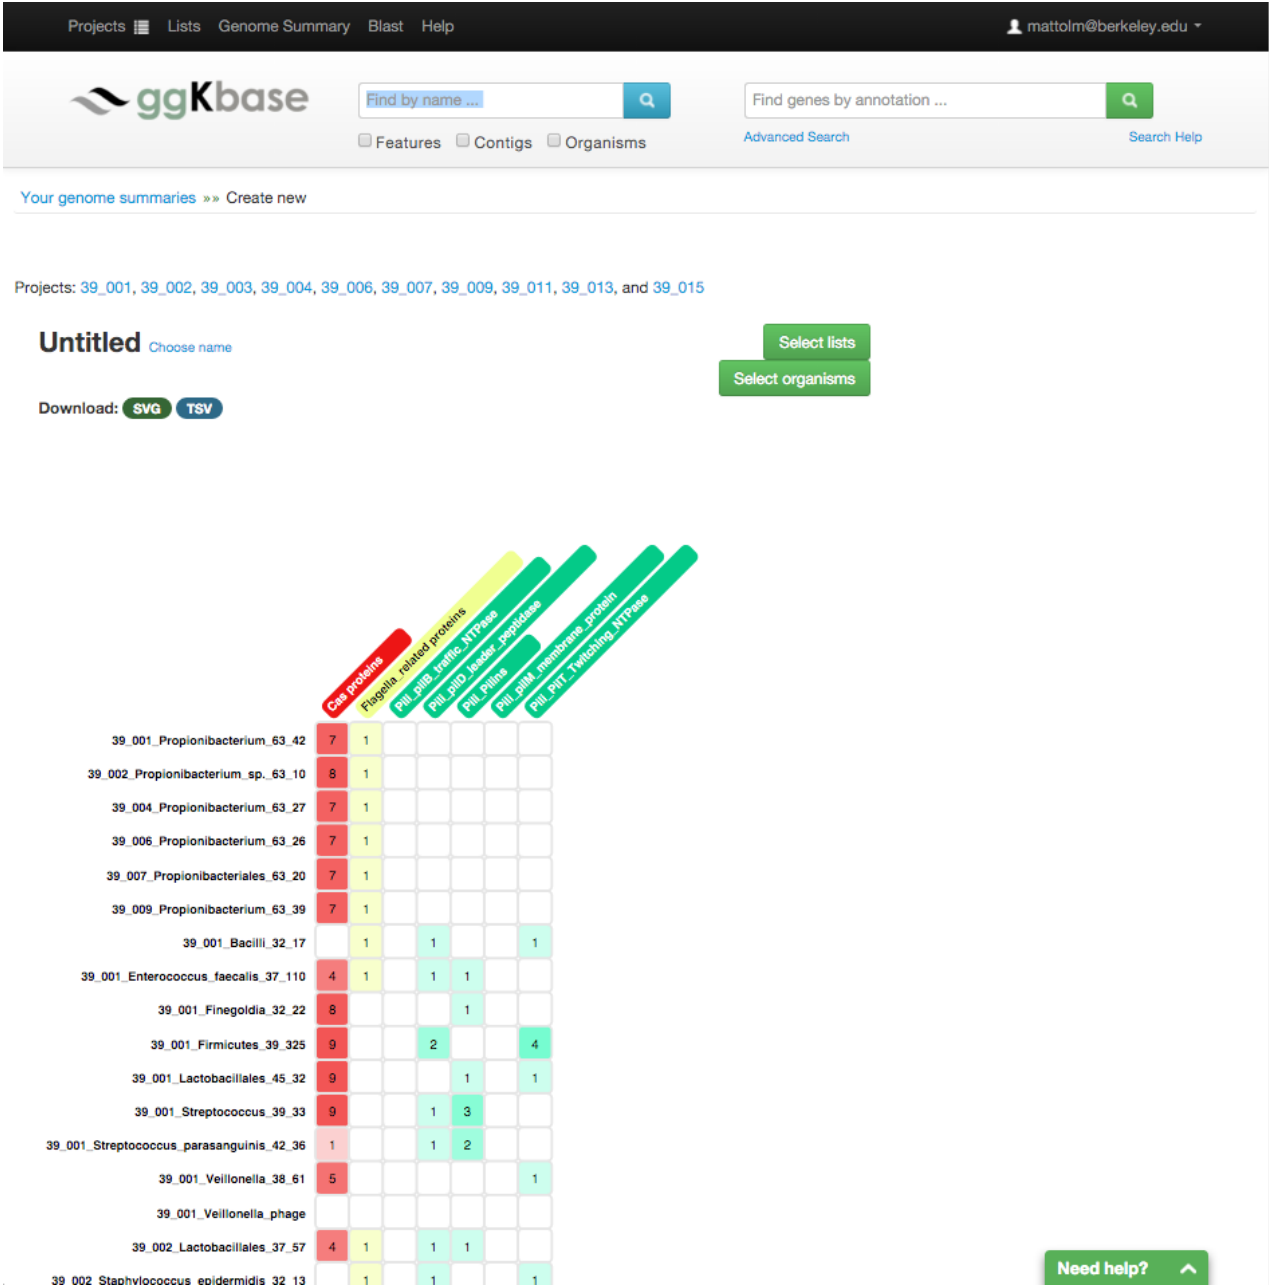 Projects Lists Genome Summary Blast Help mattolm@berkeley.edu
ggKbase
Find by name ...
Find genes by annotation ...
Features Contigs Organisms
Advanced Search
Search Help
Your genome summaries »» Create new
Projects: 39_001, 39_002, 39_003, 39_004, 39_006, 39_007, 39_009, 39_011, 39_013, and 39_015
Untitled Choose name
Select lists
Select organisms
Download: SVG TSV
Cas proteins
Flagella_related proteins
Pili_pilB_traffic_NTPase
Pili_pilD_leader_peptidase
Pili_Pilins
Pili_pilM_membrane_protein
Pili_PilT_Twitching_NTPase
39_001_Propionibacterium_63_42 7 1
39_002_Propionibacterium_sp._63_10 8 1
39_004_Propionibacterium_63_27 7 1
39_006_Propionibacterium_63_26 7 1
39_007_Propionibacteriales_63_20 7 1
39_009_Propionibacterium_63_39 7 1
39_001_Bacilli_32_17 1 1 1
39_001_Enterococcus_faecalis_37_110 4 1 1 1
39_001_Finegoldia_32_22 8 1
39_001_Firmicutes_39_325 9 2 4
39_001_Lactobacillales_45_32 9 1 1
39_001_Streptococcus_39_33 9 1 3
39_001_Streptococcus_parasanguinis_42_36 1 1 2
39_001_Veillonella_38_61 5 1
39_001_Veillonella_phage
39_002_Lactobacillales_37_57 4 1 1 1
39_002_Staphylococcus_epidermidis_32_13 1 1 1
Need help?